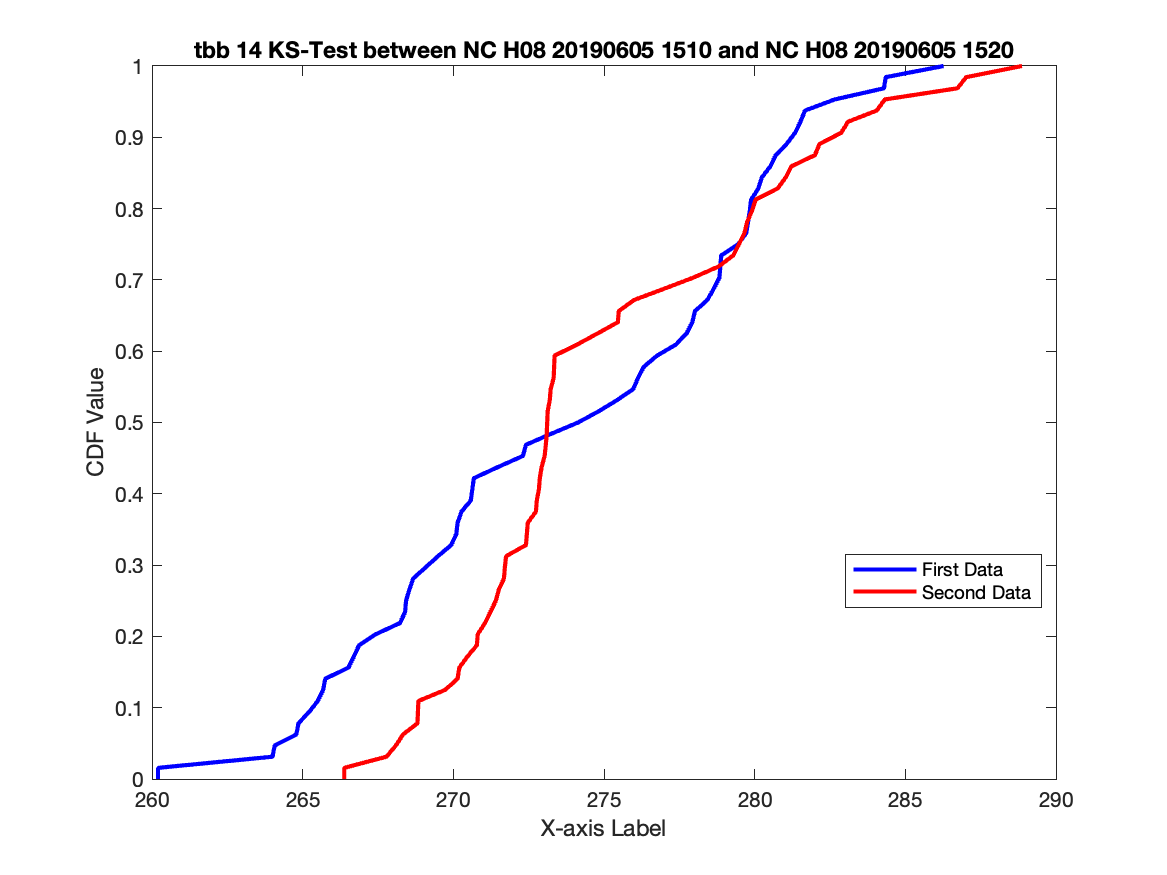 tbb 14 KS-Test between NC H08 20190605 1510 and NC H08 20190605 1520
1
0.9
0.8
0.7
0.6
0.5
0.4
0.3
0.2
0.1
0
CDF Value
First Data
Second Data
260 265 270 275 280 285 290
X-axis Label